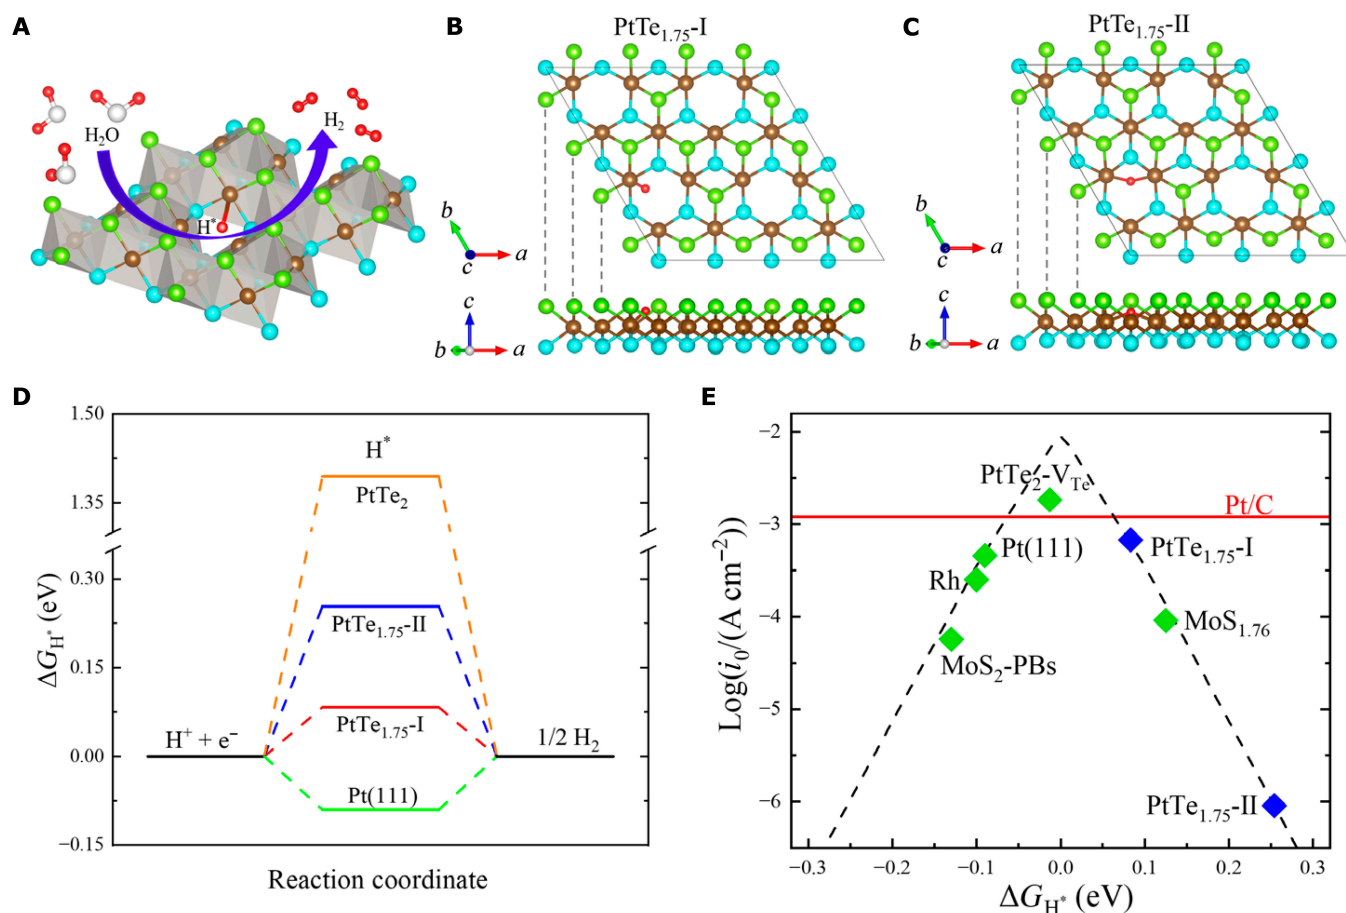 A
H₂O
H₂
H*
B
PtTe₁.₇₅-I
b
a
c
c
b
a
C
PtTe₁.₇₅-II
b
a
c
c
b
a
D
1.50
1.35
0.30
0.15
0.00
−0.15
ΔG_H* (eV)
H*
PtTe₂
PtTe₁.₇₅-II
PtTe₁.₇₅-I
H⁺ + e⁻
1/2 H₂
Pt(111)
Reaction coordinate
E
−2
−3
−4
−5
−6
Log(i₀/(A cm⁻²))
PtTe₂-V_Te
Pt/C
Pt(111)
PtTe₁.₇₅-I
Rh
MoS₁.₇₆
MoS₂-PBs
PtTe₁.₇₅-II
−0.3 −0.2 −0.1 0.0 0.1 0.2 0.3
ΔG_H* (eV)